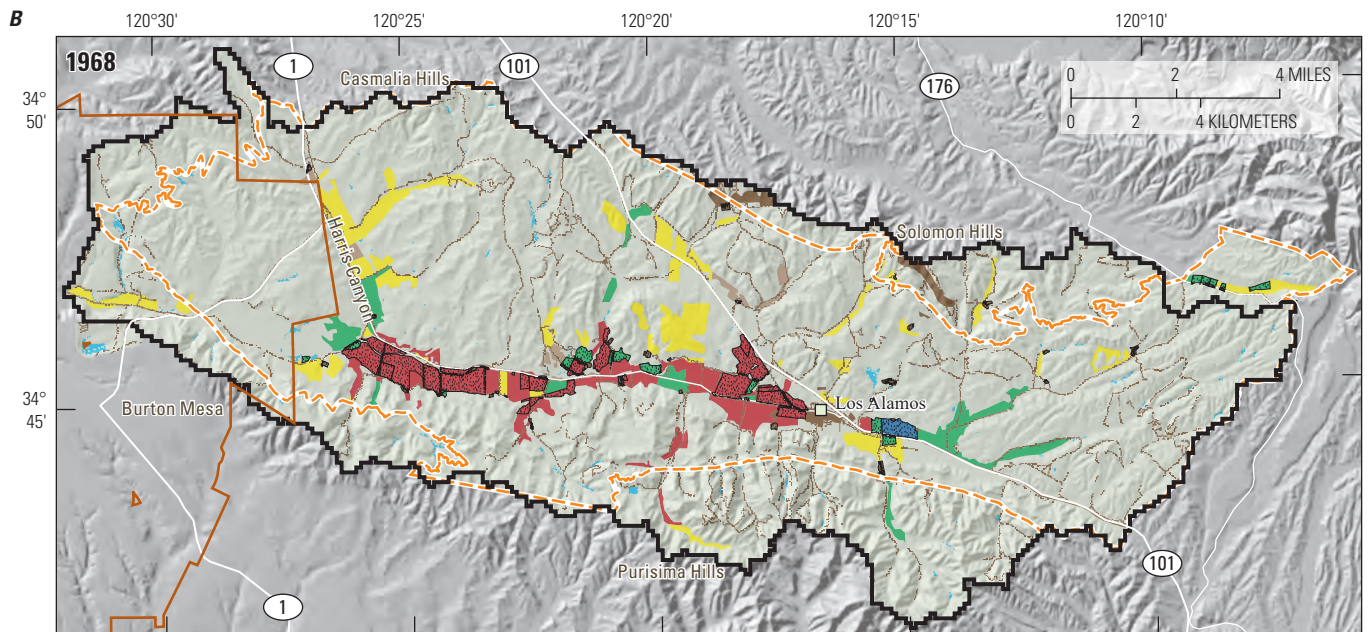 B
120°30' 120°25' 120°20' 120°15' 120°10'
1968
1
Casmalia Hills
101
176
0 2 4 MILES
0 2 4 KILOMETERS
34°
50'
Harris Canyon
Solomon Hills
34°
45'
Burton Mesa
Los Alamos
Purisima Hills
101
1